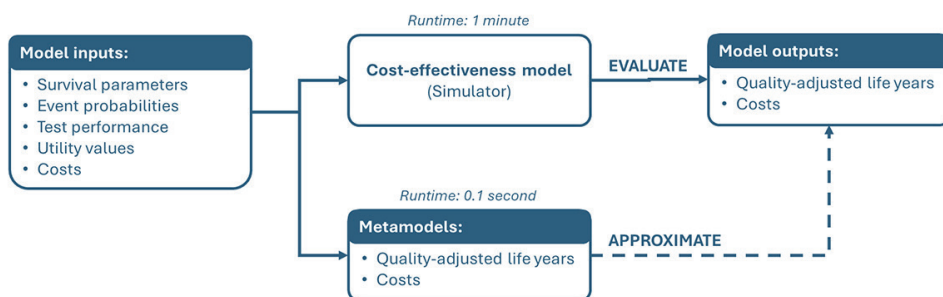 Model inputs:
• Survival parameters
• Event probabilities
• Test performance
• Utility values
• Costs
Runtime: 1 minute
Cost-effectiveness model
(Simulator)
EVALUATE
Model outputs:
• Quality-adjusted life years
• Costs
Runtime: 0.1 second
Metamodels:
• Quality-adjusted life years
• Costs
APPROXIMATE